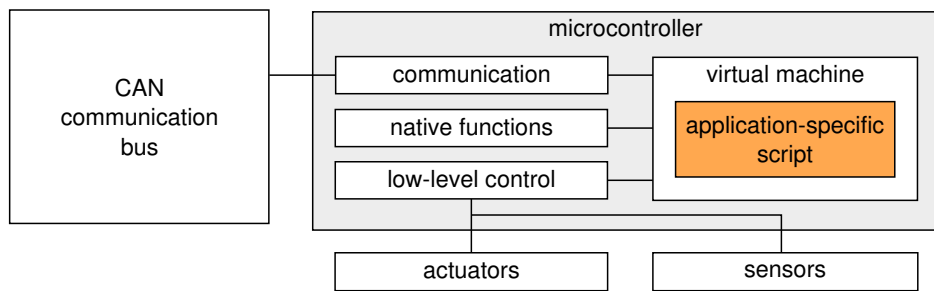 CAN
communication
bus
microcontroller
communication
native functions
low-level control
virtual machine
application-specific
script
actuators
sensors